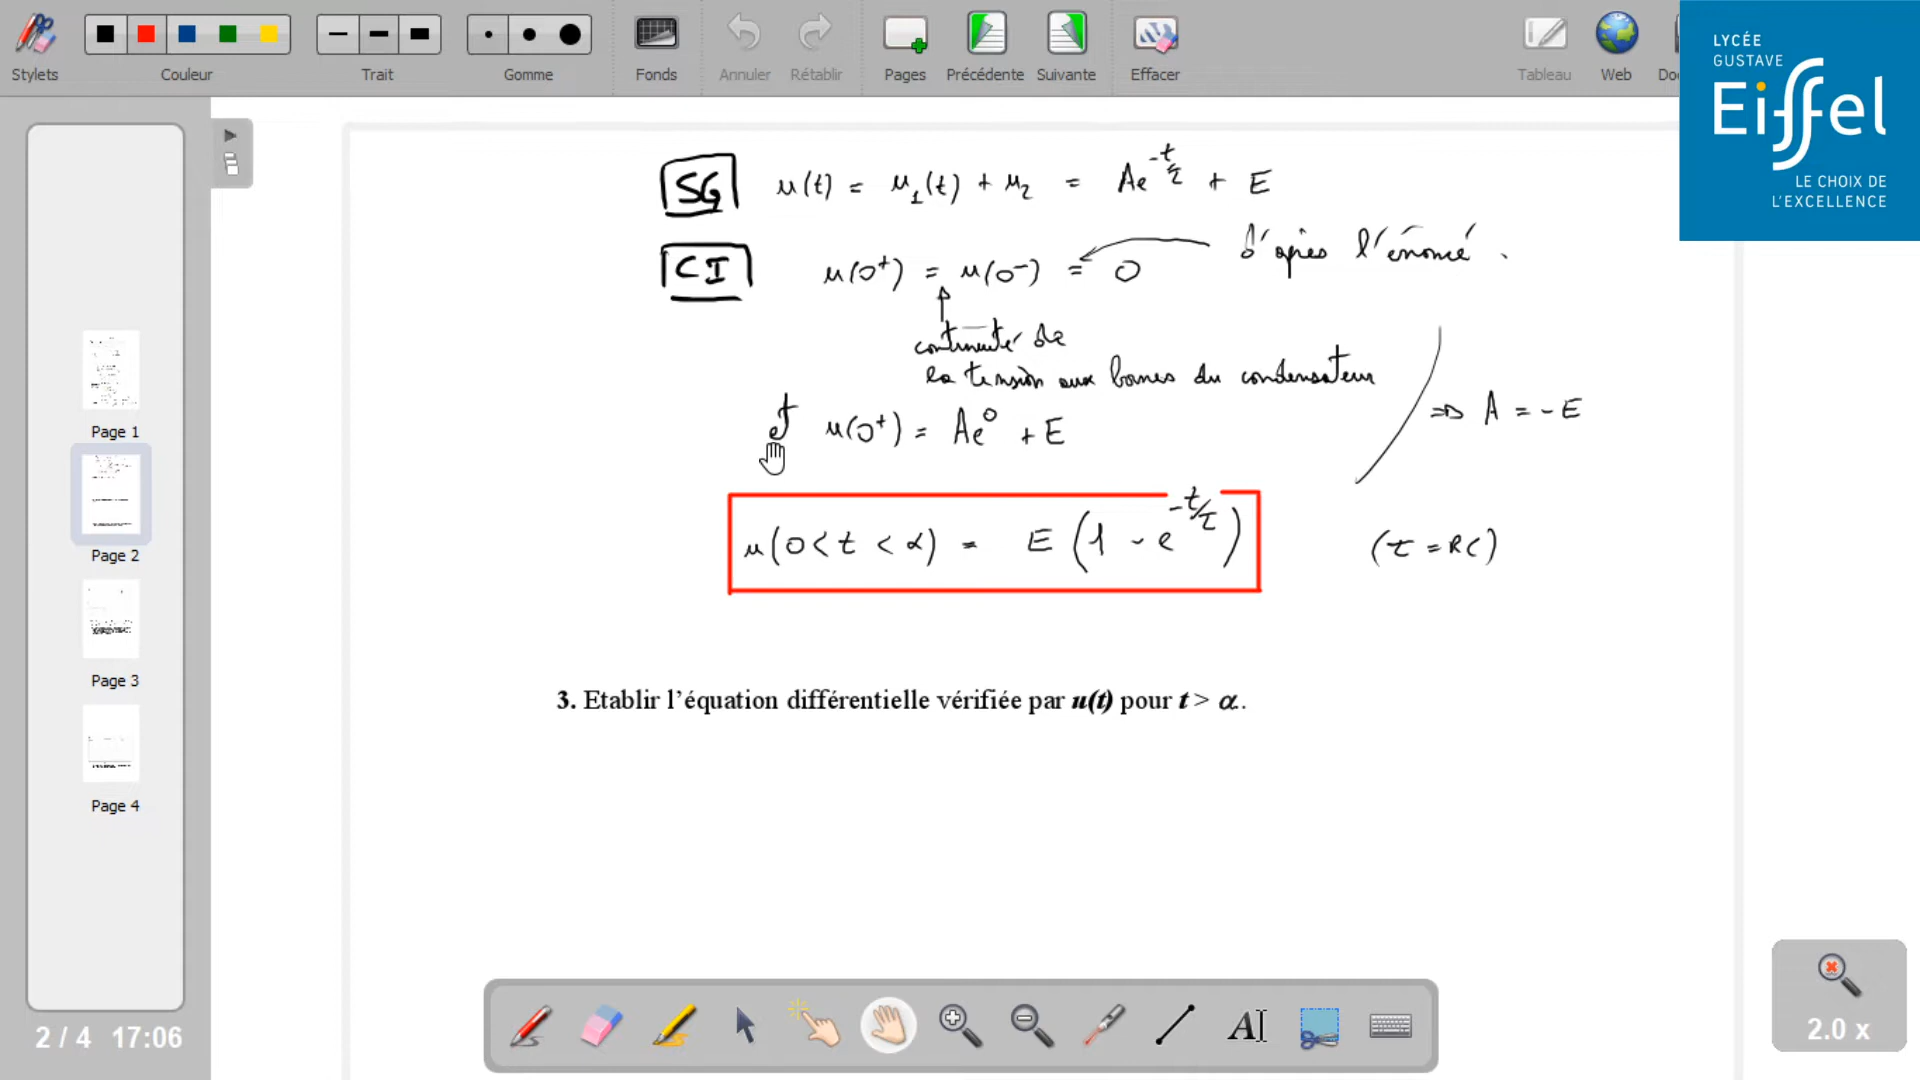 Stylets
Couleur
Trait
Gomme
Fonds
Annuler
Rétablir
Pages
Précédente
Suivante
Effacer
Tableau
Web
Doc
LYCÉE
GUSTAVE
Eiffel
LE CHOIX DE
L'EXCELLENCE
Page 1
Page 2
Page 3
Page 4
2 / 4 17:06
SG u(t) = u₁(t) + u₂ = Ae^(-t/τ) + E
CI u(0⁺) = u(0⁻) = 0 d'après l'énoncé.
continuité de
la tension aux bornes du condensateur
et u(0⁺) = Ae⁰ + E
⇒ A = -E
u(0 < t < α) = E(1 - e^(-t/τ)) (τ = RC)
3. Etablir l'équation différentielle vérifiée par u(t) pour t > α.
2.0 x